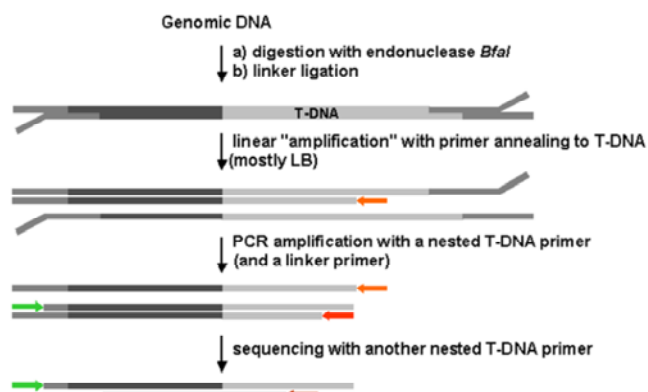 Genomic DNA
a) digestion with endonuclease BfaI
b) linker ligation
T-DNA
linear "amplification" with primer annealing to T-DNA
(mostly LB)
PCR amplification with a nested T-DNA primer
(and a linker primer)
sequencing with another nested T-DNA primer